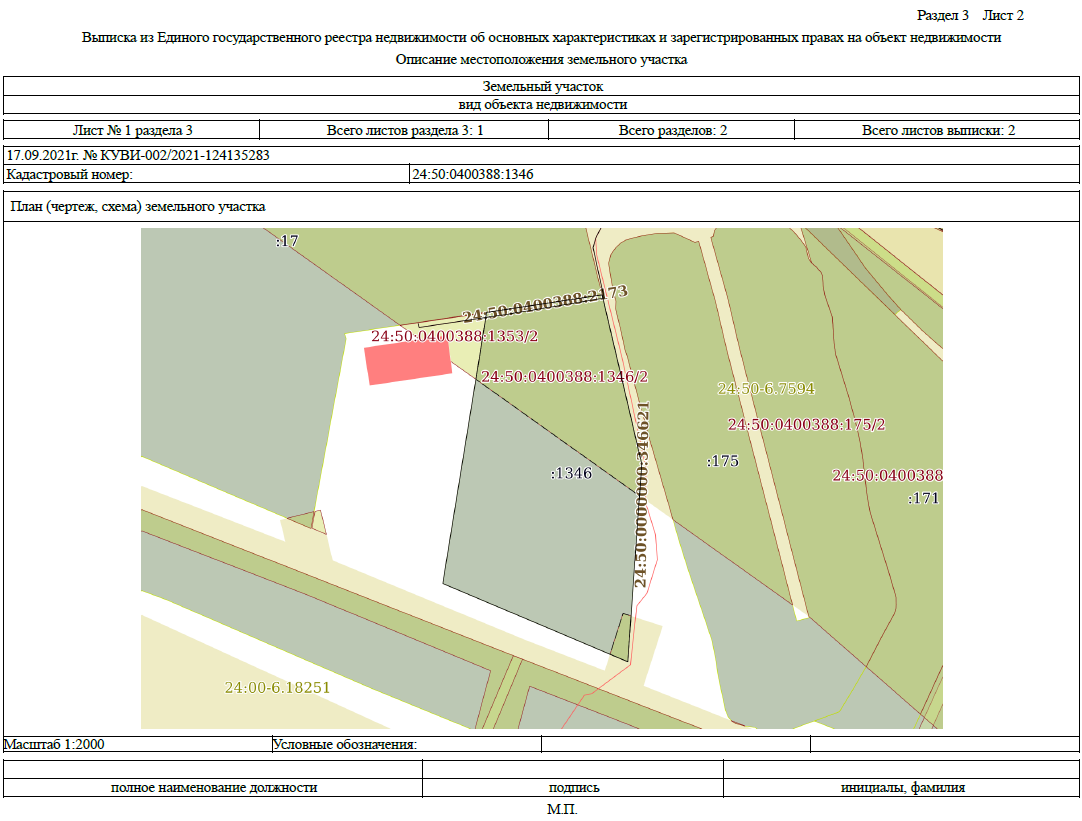 Раздел 3 Лист 2
Выписка из Единого государственного реестра недвижимости об основных характеристиках и зарегистрированных правах на объект недвижимости
Описание местоположения земельного участка
Земельный участок
вид объекта недвижимости
Лист № 1 раздела 3 Всего листов раздела 3: 1 Всего разделов: 2 Всего листов выписки: 2
17.09.2021г. № КУВИ-002/2021-124135283
Кадастровый номер: 24:50:0400388:1346
План (чертеж, схема) земельного участка
:17
24:50:0400388:2173
24:50:0400388:1353/2
24:50:0400388:1346/2
24:50-6.7594
24:50:0400388:175/2
24:50:0000000:346621
:175
:1346
24:50:0400388
:171
24:00-6.18251
Масштаб 1:2000 Условные обозначения:
полное наименование должности подпись инициалы, фамилия
М.П.